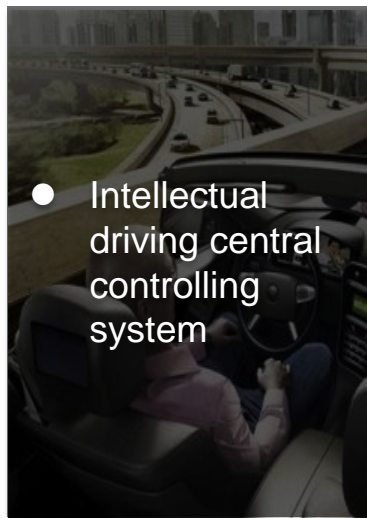 ● Intellectual
driving central
controlling
system